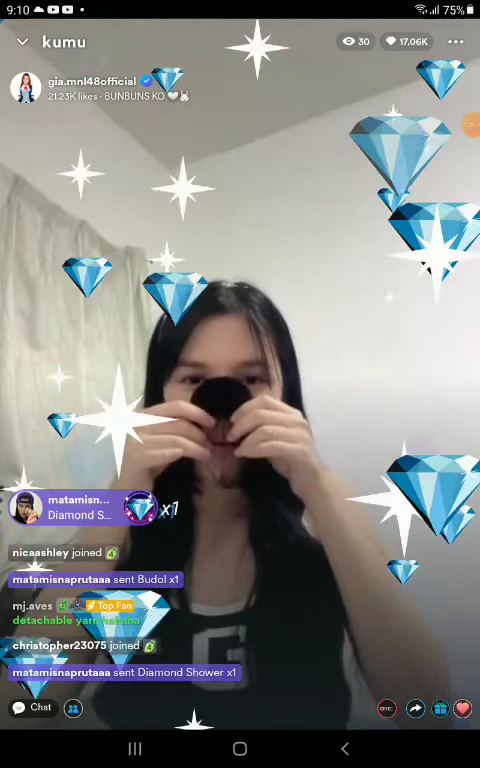 9:10
75%
kumu
30
17.06K
gia.mnl48official
21.23K likes · BUNBUNS KO
matamisn...
Diamond S...
x1
nicaashley joined
matamisnaprutaaa sent Budol x1
mj.aves Top Fan
detachable yarn hahaha
christopher23075 joined
matamisnaprutaaa sent Diamond Shower x1
Chat
G